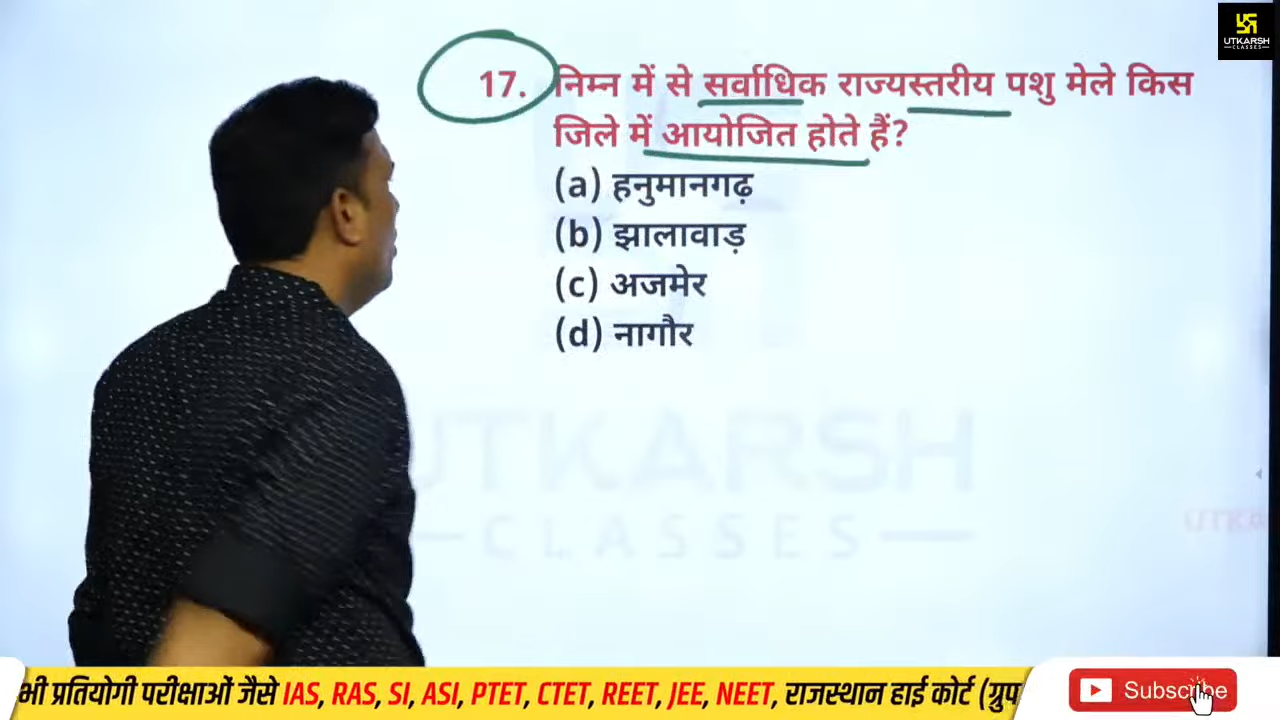 UTKARSH
CLASSES
17. निम्न में से सर्वाधिक राज्यस्तरीय पशु मेले किस
जिले में आयोजित होते हैं?
(a) हनुमानगढ़
(b) झालावाड़
(c) अजमेर
(d) नागौर
UTKARSH
CLASSES
भी प्रतियोगी परीक्षाओं जैसे IAS, RAS, SI, ASI, PTET, CTET, REET, JEE, NEET, राजस्थान हाई कोर्ट
Subscribe